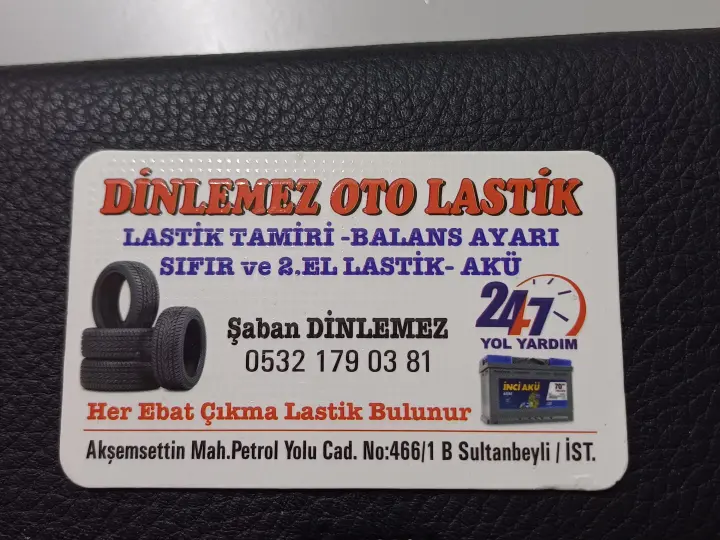 DİNLEMEZ OTO LASTİK
LASTİK TAMİRİ -BALANS AYARI
SIFIR ve 2.EL LASTİK- AKÜ
24/7
YOL YARDIM
Şaban DİNLEMEZ
0532 179 03 81
İNCİ AKÜ
70
Her Ebat Çıkma Lastik Bulunur
Akşemsettin Mah.Petrol Yolu Cad. No:466/1 B Sultanbeyli / İST.